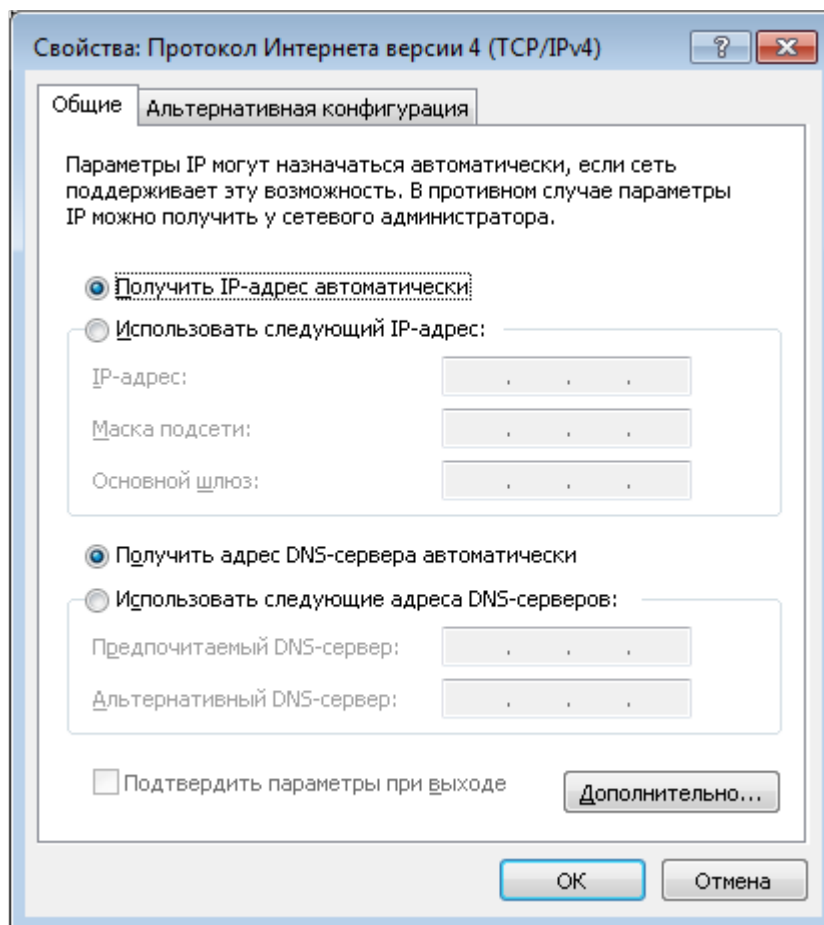 Свойства: Протокол Интернета версии 4 (TCP/IPv4)
Общие
Альтернативная конфигурация
Параметры IP могут назначаться автоматически, если сеть
поддерживает эту возможность. В противном случае параметры
IP можно получить у сетевого администратора.
Получить IP-адрес автоматически
Использовать следующий IP-адрес:
IP-адрес:
Маска подсети:
Основной шлюз:
Получить адрес DNS-сервера автоматически
Использовать следующие адреса DNS-серверов:
Предпочитаемый DNS-сервер:
Альтернативный DNS-сервер:
Подтвердить параметры при выходе
Дополнительно...
ОК
Отмена